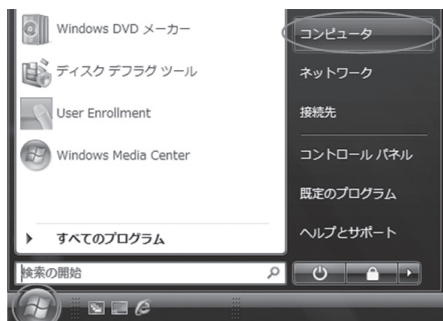 Windows DVD メーカー
ディスク デフラグ ツール
User Enrollment
Windows Media Center
すべてのプログラム
検索の開始
コンピュータ
ネットワーク
接続先
コントロール パネル
既定のプログラム
ヘルプとサポート